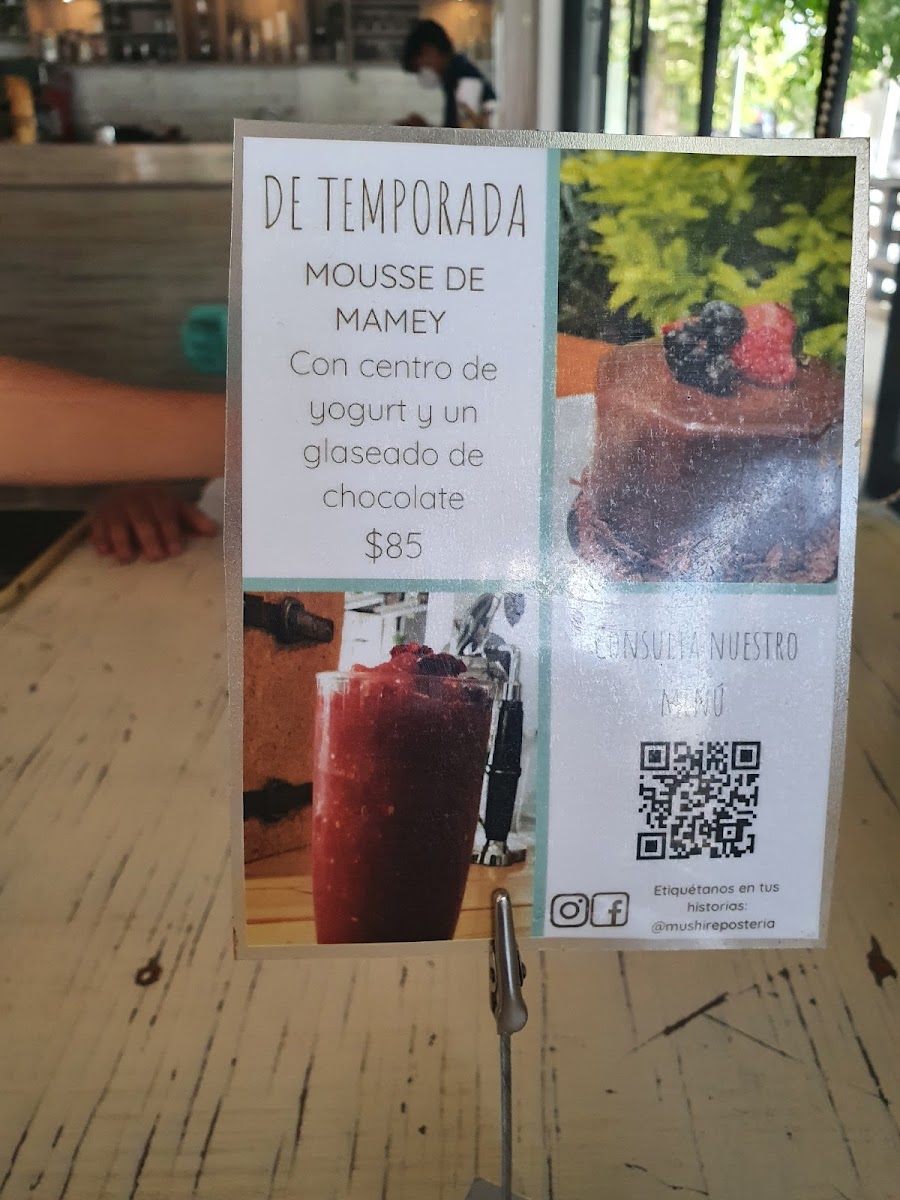 DE TEMPORADA
MOUSSE DE
MAMEY
Con centro de
yogurt y un
glaseado de
chocolate
$85
CONSULTA NUESTRO
MENÚ
Etiquétanos en tus
historias:
@mushireposteria